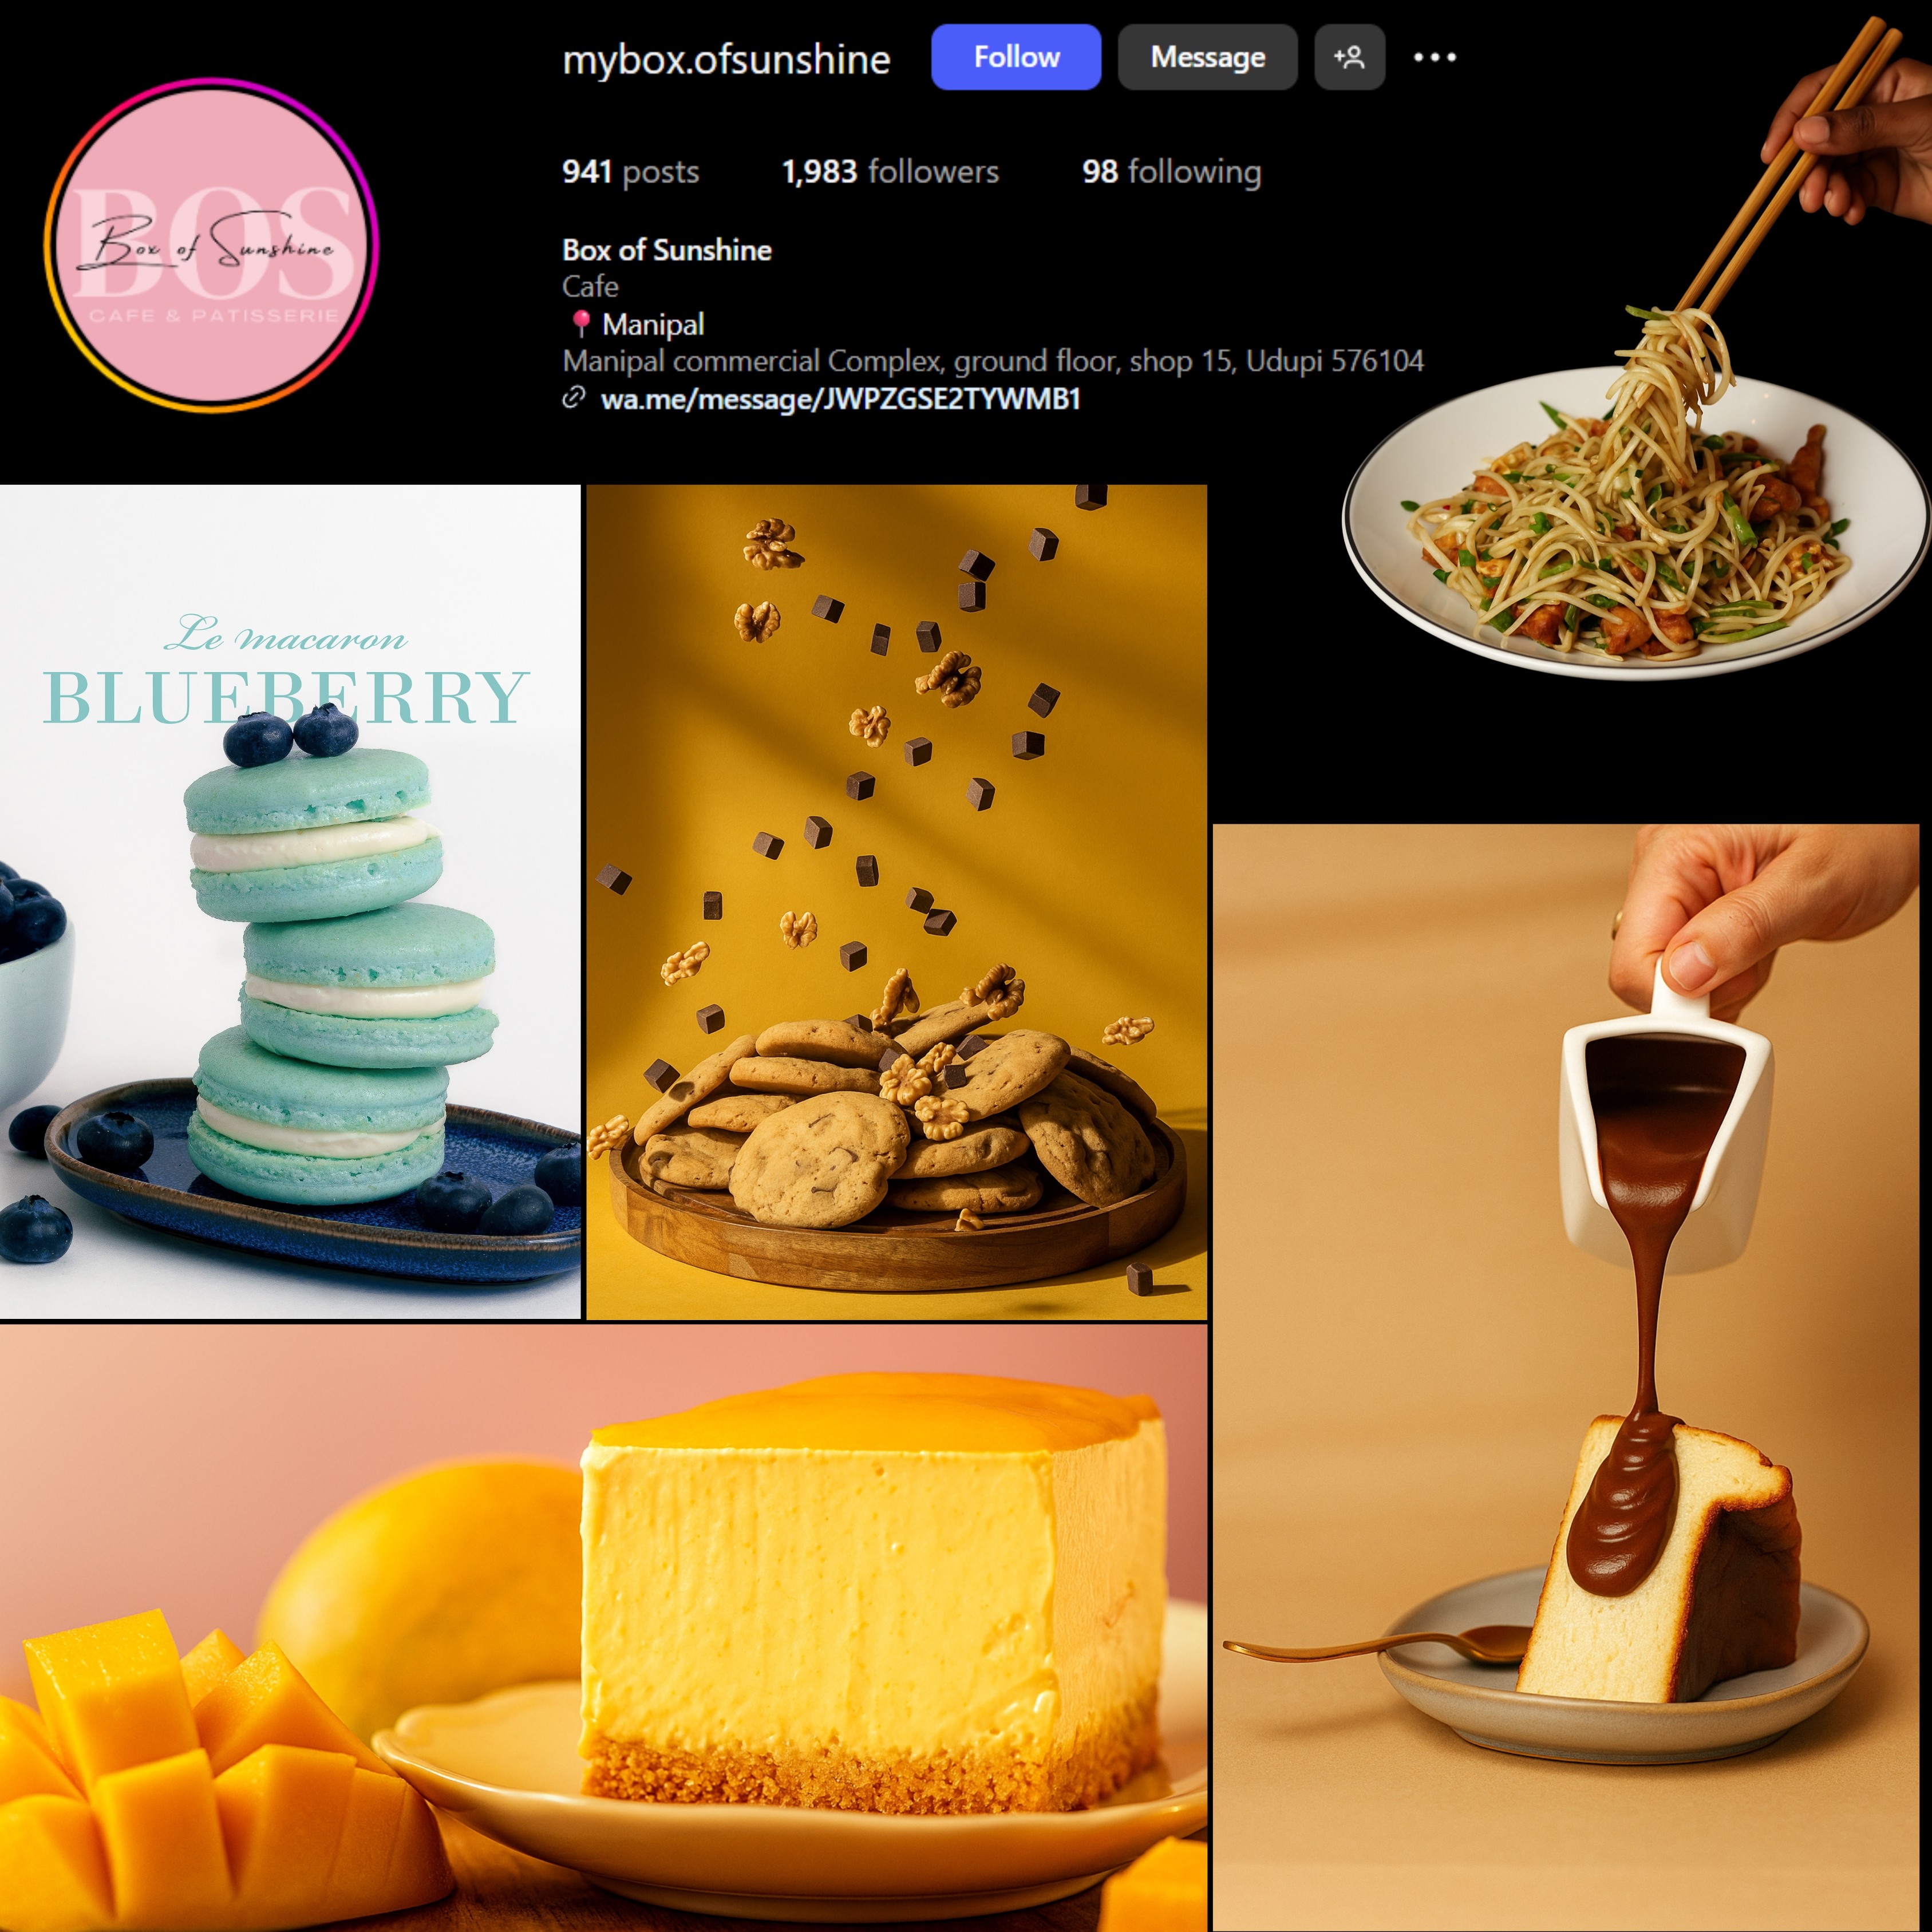 mybox.ofsunshine Follow Message
941 posts 1,983 followers 98 following
BOS
Box of Sunshine
CAFE & PATISSERIE
Box of Sunshine
Cafe
📍 Manipal
Manipal commercial Complex, ground floor, shop 15, Udupi 576104
wa.me/message/JWPZGSE2TYWMB1
Le macaron
BLUEBERRY